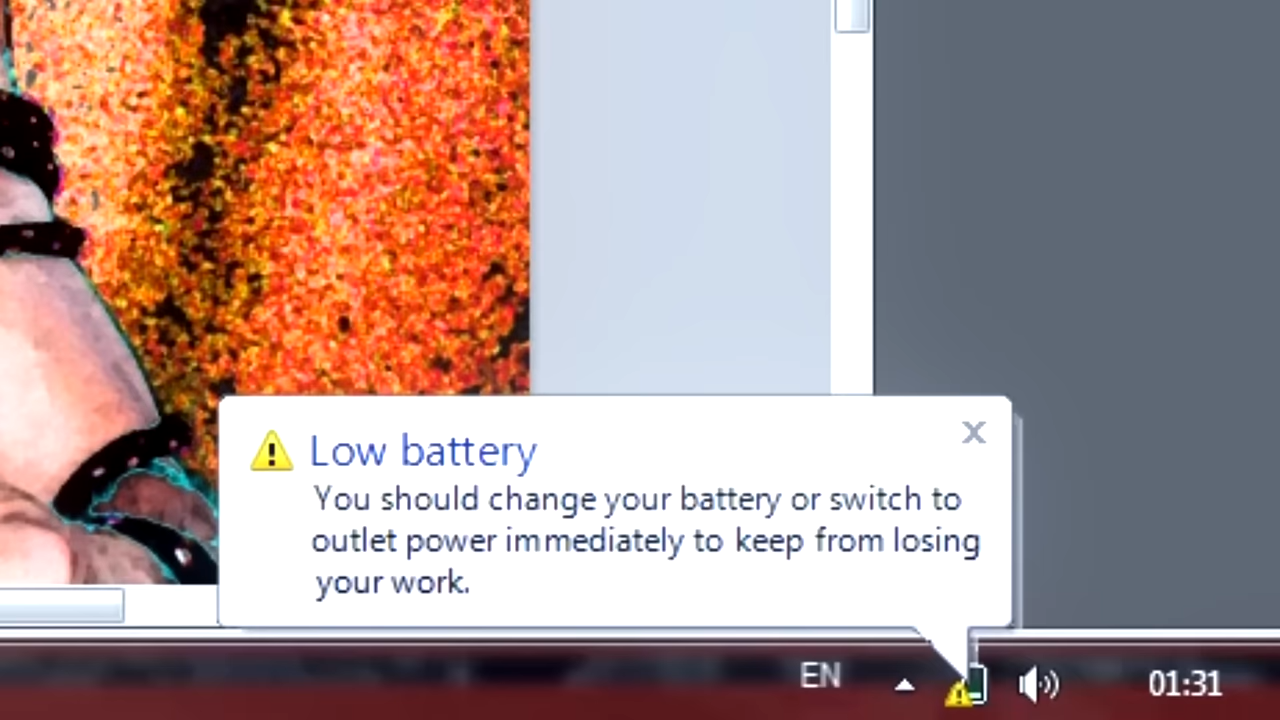 Low battery
You should change your battery or switch to
outlet power immediately to keep from losing
your work.
EN
01:31